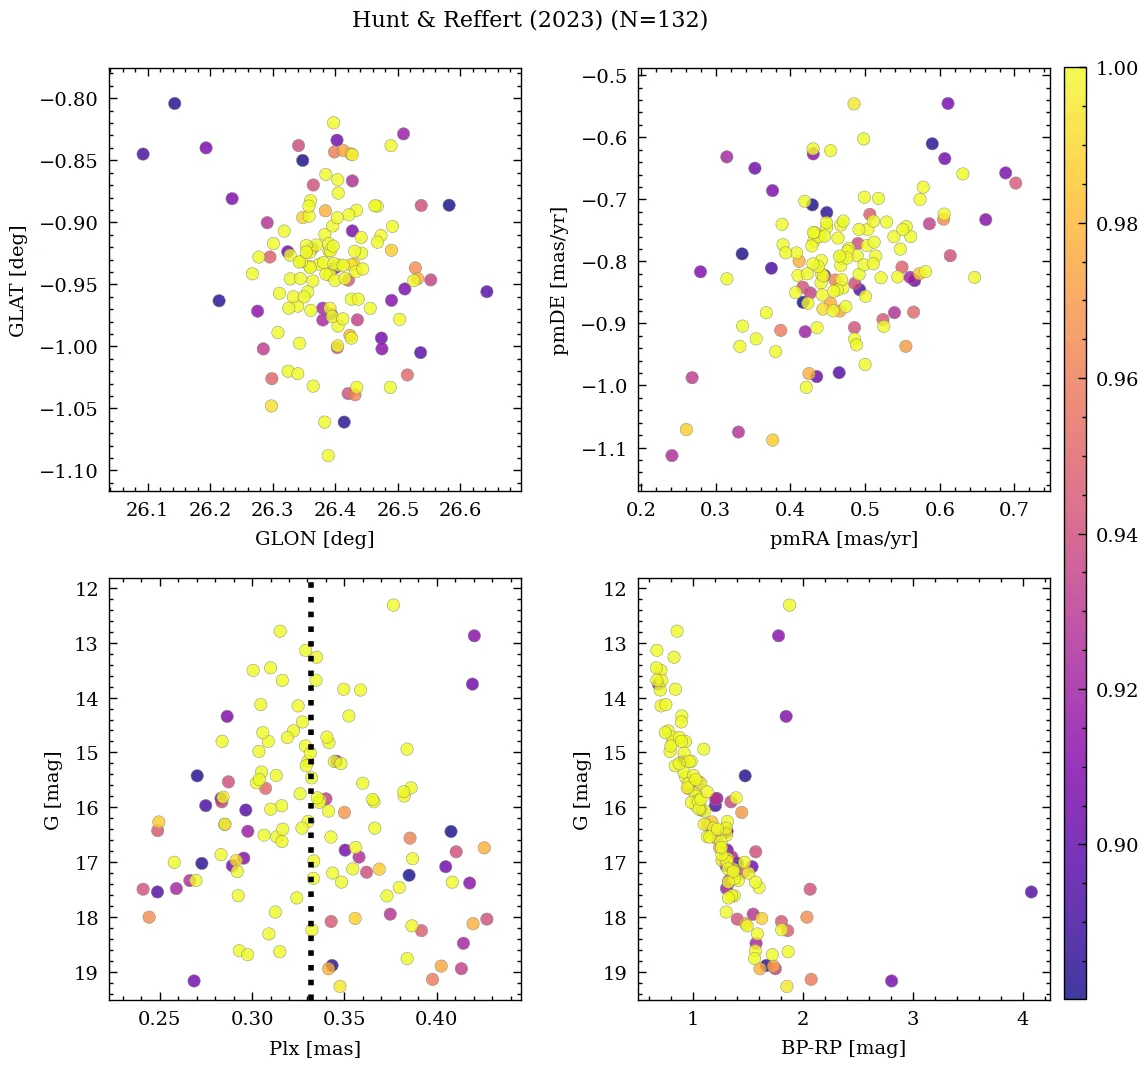 Hunt & Reffert (2023) (N=132)
−0.80
−0.85
−0.90
−0.95
−1.00
−1.05
−1.10
GLAT [deg]
26.1 26.2 26.3 26.4 26.5 26.6
GLON [deg]
−0.5
−0.6
−0.7
−0.8
−0.9
−1.0
−1.1
pmDE [mas/yr]
0.2 0.3 0.4 0.5 0.6 0.7
pmRA [mas/yr]
12
13
14
15
16
17
18
19
G [mag]
0.25 0.30 0.35 0.40
Plx [mas]
12
13
14
15
16
17
18
19
G [mag]
1 2 3 4
BP-RP [mag]
1.00
0.98
0.96
0.94
0.92
0.90